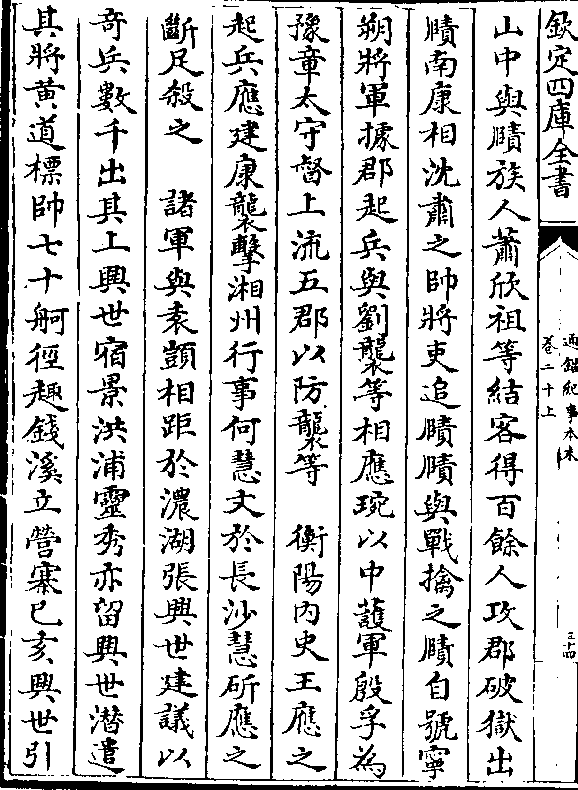 欽定四庫全書
通鑑紀事本末
卷二十上
三十四
山中與賾族人蕭欣祖等結客得百餘人攻郡破獄出
賾南康相沈肅之帥將吏追賾賾與戰擒之賾自號寧
朔將軍據郡起兵與劉襲等相應琬以中護軍殷孚為
豫章太守督上流五郡以防襲等 衡陽內史王應之
起兵應建康襲擊湘州行事何慧文於長沙慧斫應之
斷足殺之 諸軍與袁顗相距於濃湖張興世建議以
奇兵數千出其上興世宿景洪浦靈秀亦留興世潛遣
其將黄道標帥七十舸徑趣錢溪立營寨已亥興世引